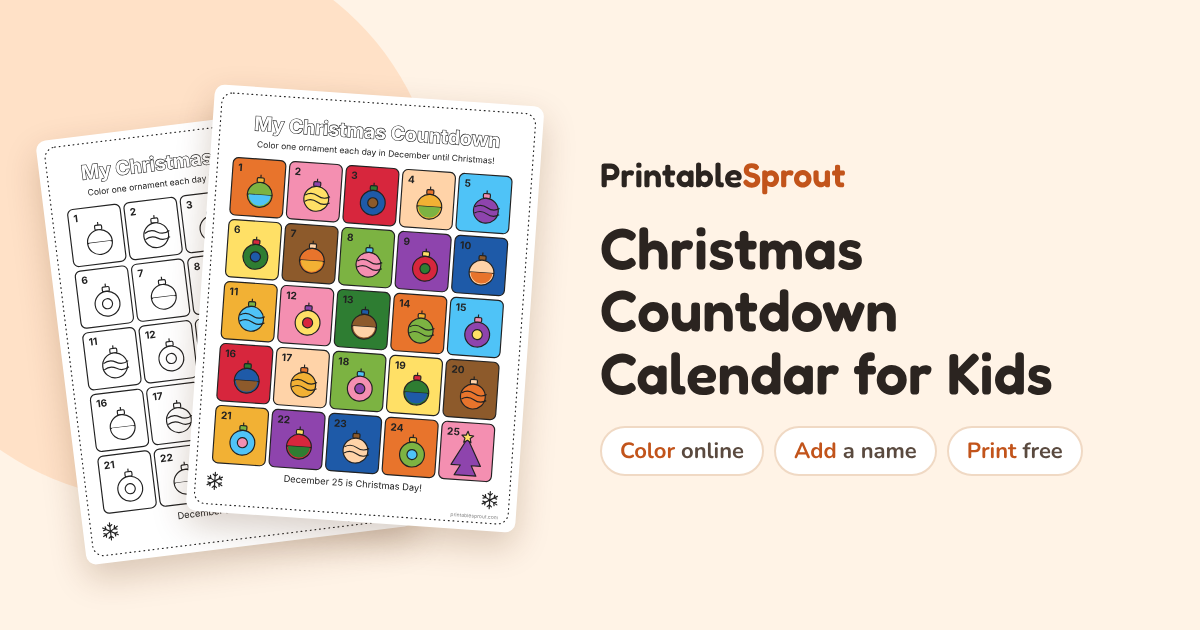 My Christmas
Color one ornament each day
1
2
3
6
7
8
11
12
16
17
21
22
My Christmas Countdown
Color one ornament each day in December until Christmas!
1
2
3
4
5
6
7
8
9
10
11
12
13
14
15
16
17
18
19
20
21
22
23
24
25
December 25 is Christmas Day!
printablesprout.com
PrintableSprout
Christmas
Countdown
Calendar for Kids
Color online
Add a name
Print free